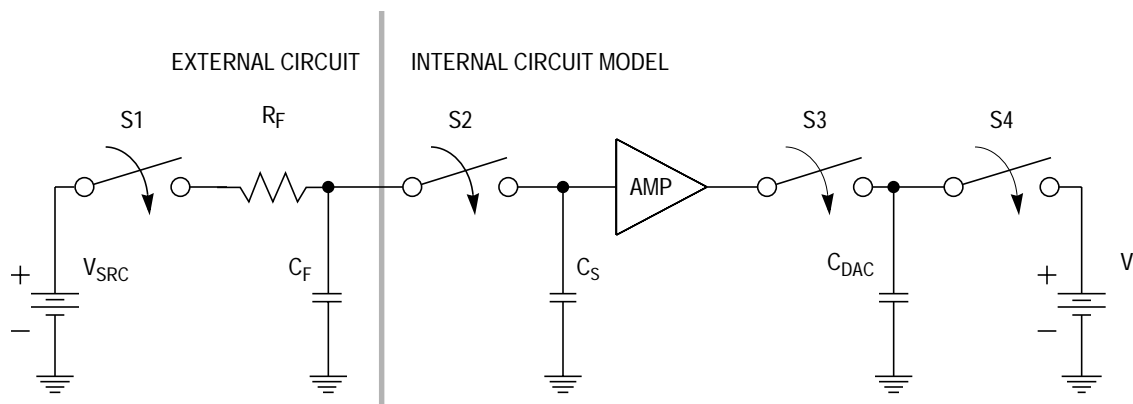 EXTERNAL CIRCUIT
INTERNAL CIRCUIT MODEL
S1
RF
S2
S3
S4
AMP
+
VSRC
−
CF
CS
CDAC
+
V
−